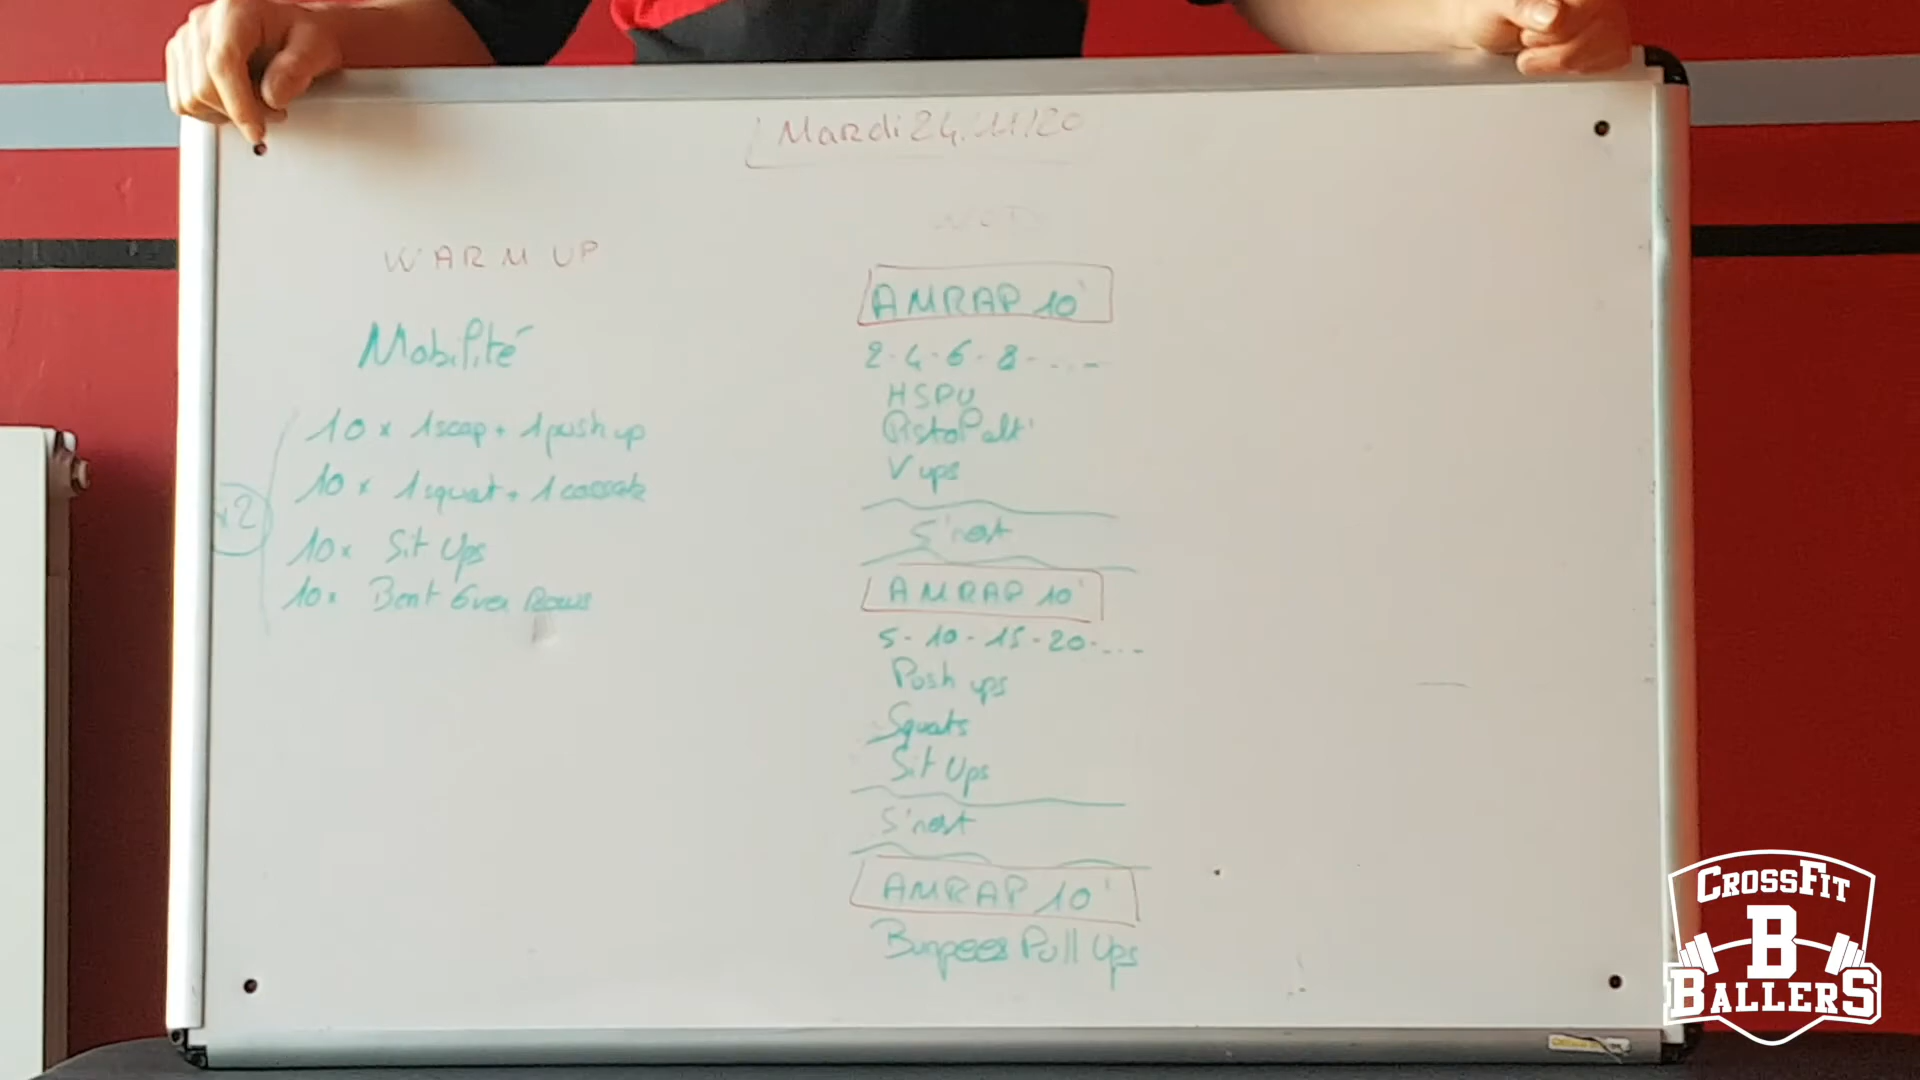 Mardi 24/11/20
WARM UP
Mobilité
10 x 1 scap + 1 push up
10 x 1 squat + 1 cossak
10 x Sit Ups
10 x Bent Over Rows
x2
WOD
AMRAP 10'
2-4-6-8-....
HSPU
Pistol alt'
V ups
5' rest
AMRAP 10'
5-10-15-20-....
Push ups
Squats
Sit Ups
5' rest
AMRAP 10'
Burpees Pull Ups
CROSSFIT
B
BALLERS